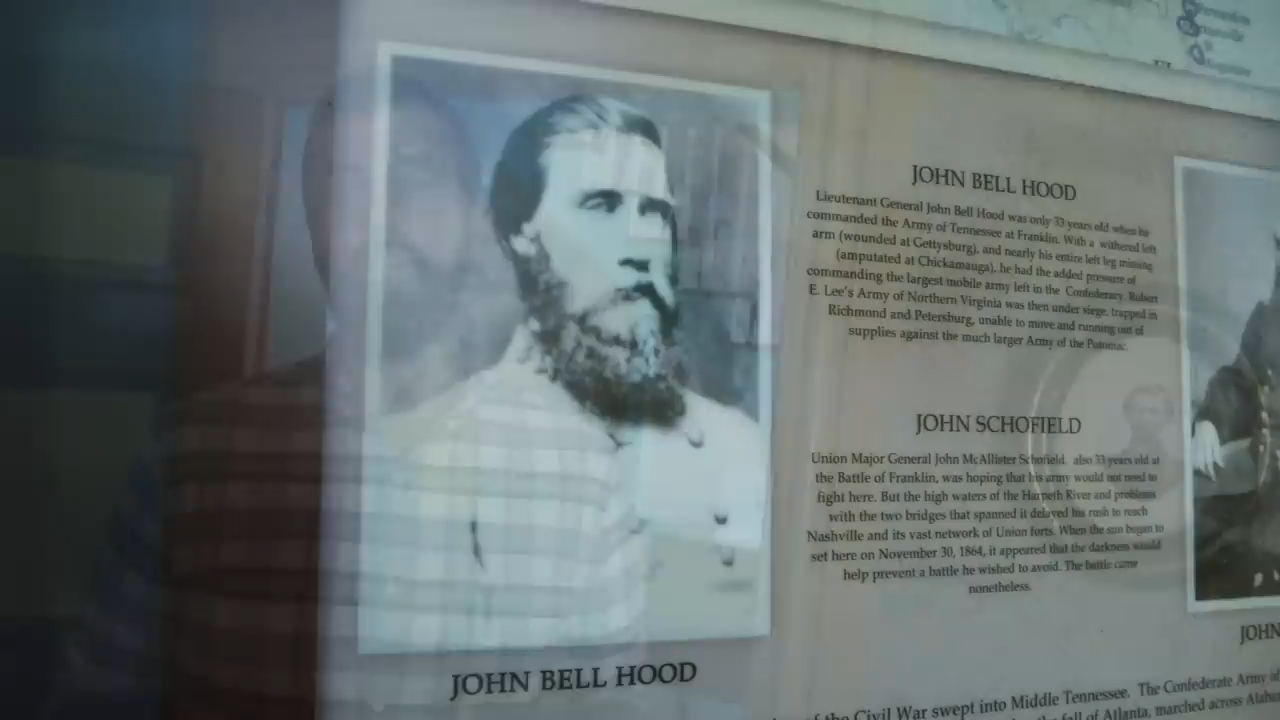 JOHN BELL HOOD
Lieutenant General John Bell Hood was only 33 years old when he
commanded the Army of Tennessee at Franklin. With a withered left
arm (wounded at Gettysburg), and nearly his entire left leg missing
(amputated at Chickamauga), he had the added pressure of
commanding the largest mobile army left in the Confederacy. Robert
E. Lee's Army of Northern Virginia was then under siege, trapped in
Richmond and Petersburg, unable to move and running out of
supplies against the much larger Army of the Potomac.
JOHN SCHOFIELD
Union Major General John McAllister Schofield, also 33 years old at
the Battle of Franklin, was hoping that his army would not need to
fight here. But the high waters of the Harpeth River and problems
with the two bridges that spanned it delayed his rush to reach
Nashville and its vast network of Union forts. When the sun began to
set here on November 30, 1864, it appeared that the darkness would
help prevent a battle he wished to avoid. The battle came
nonetheless.
JOHN BELL HOOD
JOHN
of the Civil War swept into Middle Tennessee. The Confederate Army of
the fall of Atlanta, marched across